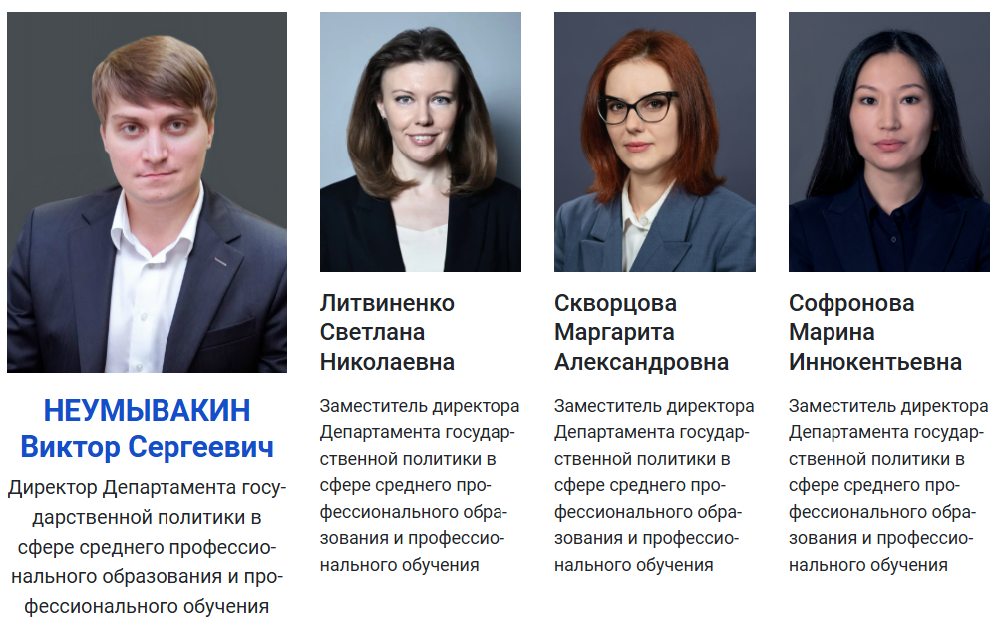 НЕУМЫВАКИН
Виктор Сергеевич
Директор Департамента госу-
дарственной политики в
сфере среднего профессио-
нального образования и про-
фессионального обучения
Литвиненко
Светлана
Николаевна
Заместитель директора
Департамента государ-
ственной политики в
сфере среднего про-
фессионального обра-
зования и профессио-
нального обучения
Скворцова
Маргарита
Александровна
Заместитель директора
Департамента государ-
ственной политики в
сфере среднего про-
фессионального обра-
зования и профессио-
нального обучения
Софронова
Марина
Иннокентьевна
Заместитель директора
Департамента государ-
ственной политики в
сфере среднего про-
фессионального обра-
зования и профессио-
нального обучения